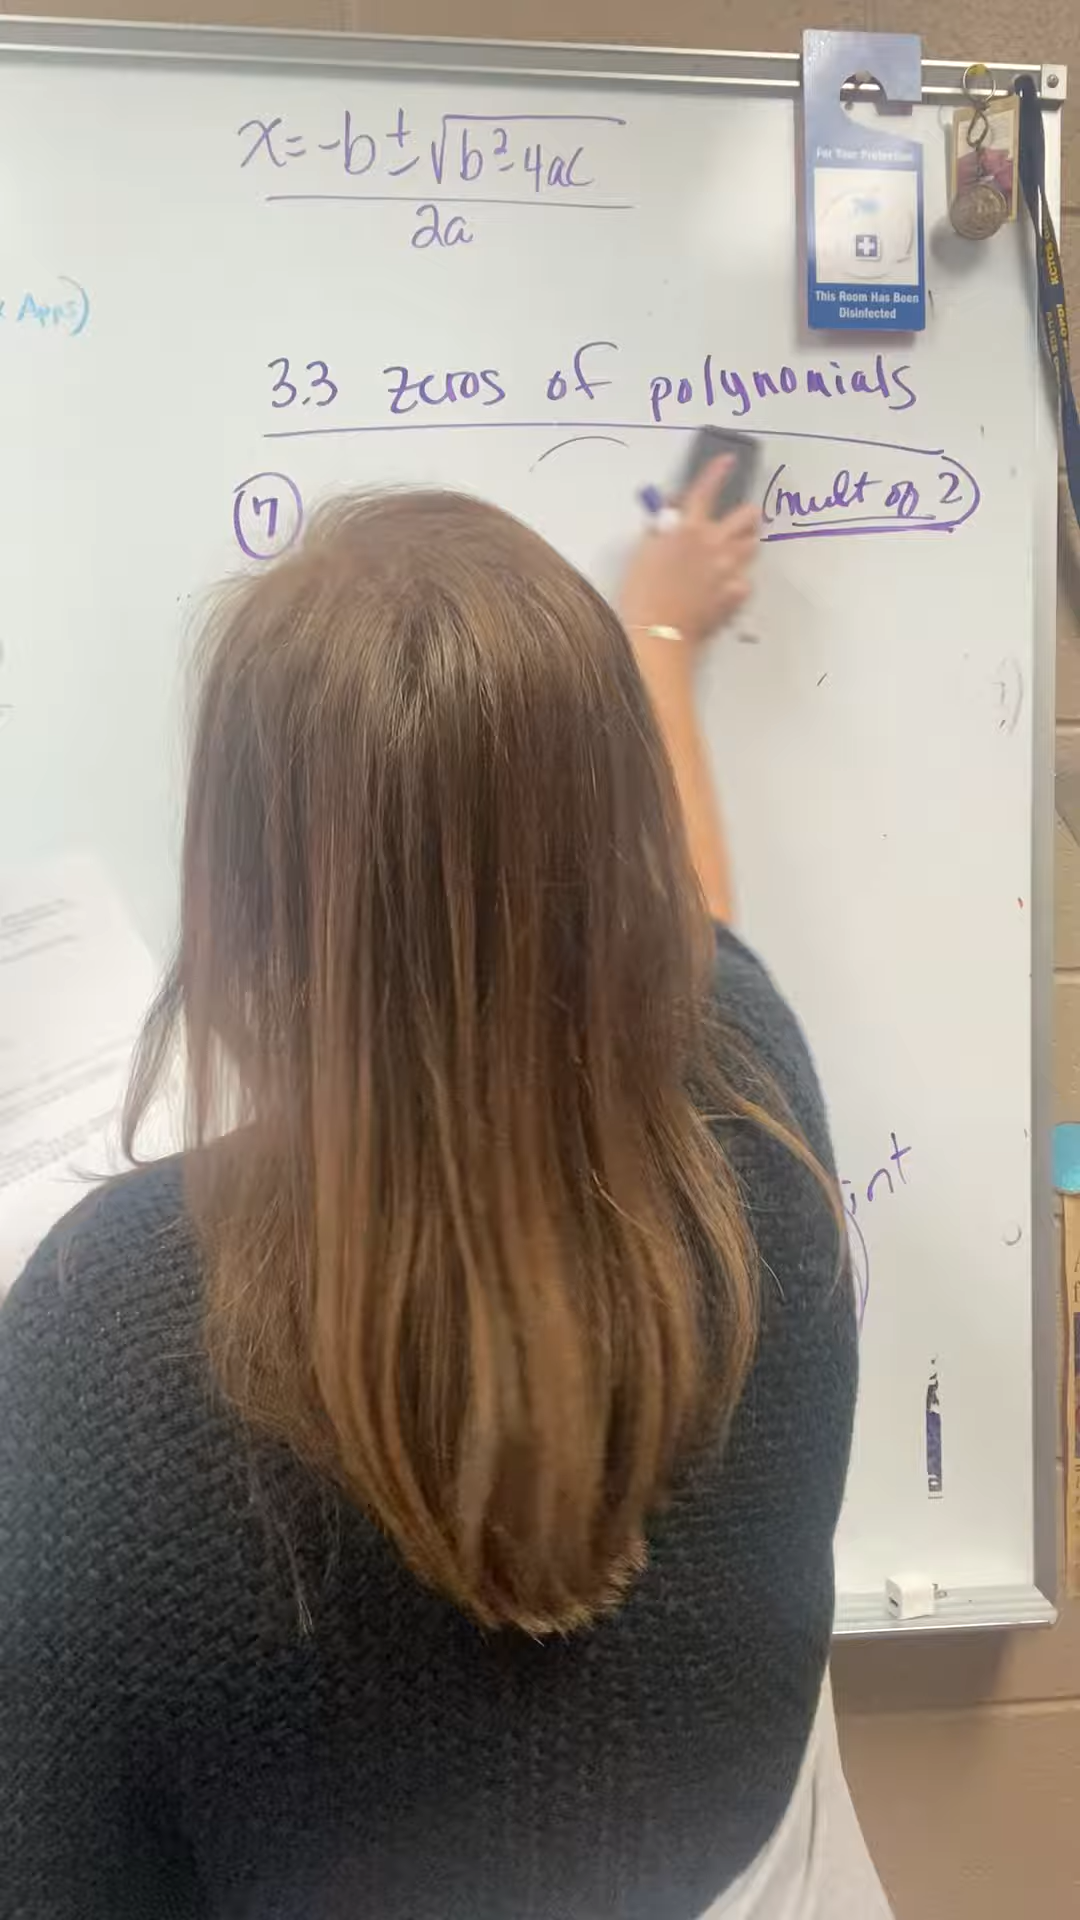 x = -b ± √b²-4ac
2a
Apps)
For Your Protection
This Room Has Been
Disinfected
3.3 zeros of polynomials
7
(mult of 2)
int
KCTCS